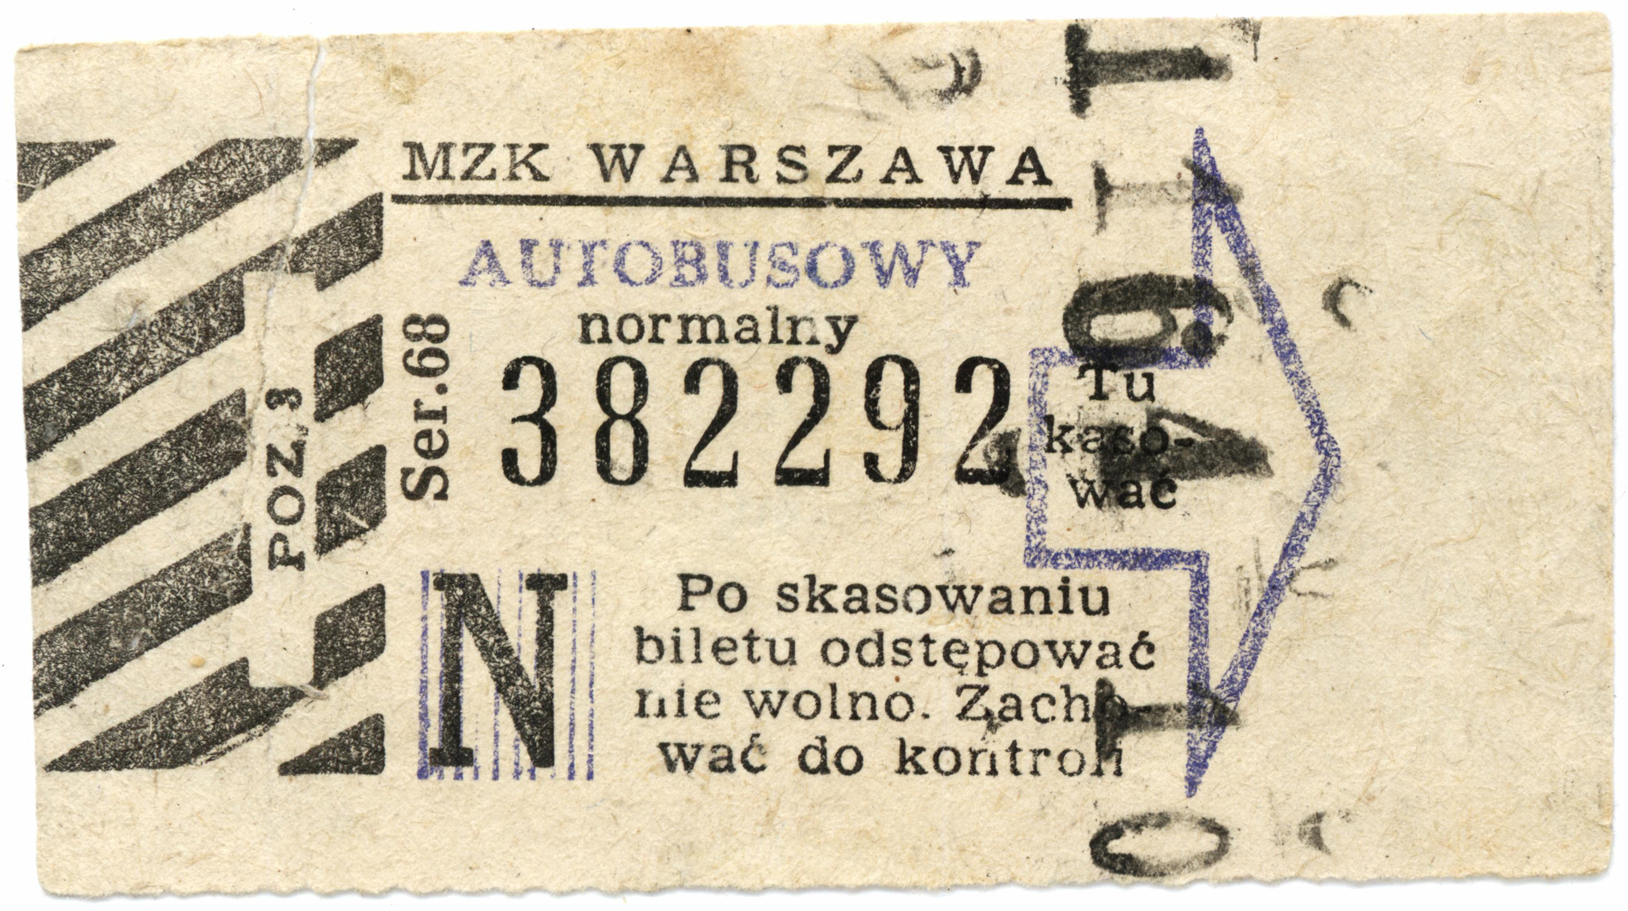 MZK WARSZAWA
AUTOBUSOWY
normalny
POZ. 3
Ser. 68
382292
Tu
kaso-
wać
N
Po skasowaniu
biletu odstępować
nie wolno. Zacho-
wać do kontroli